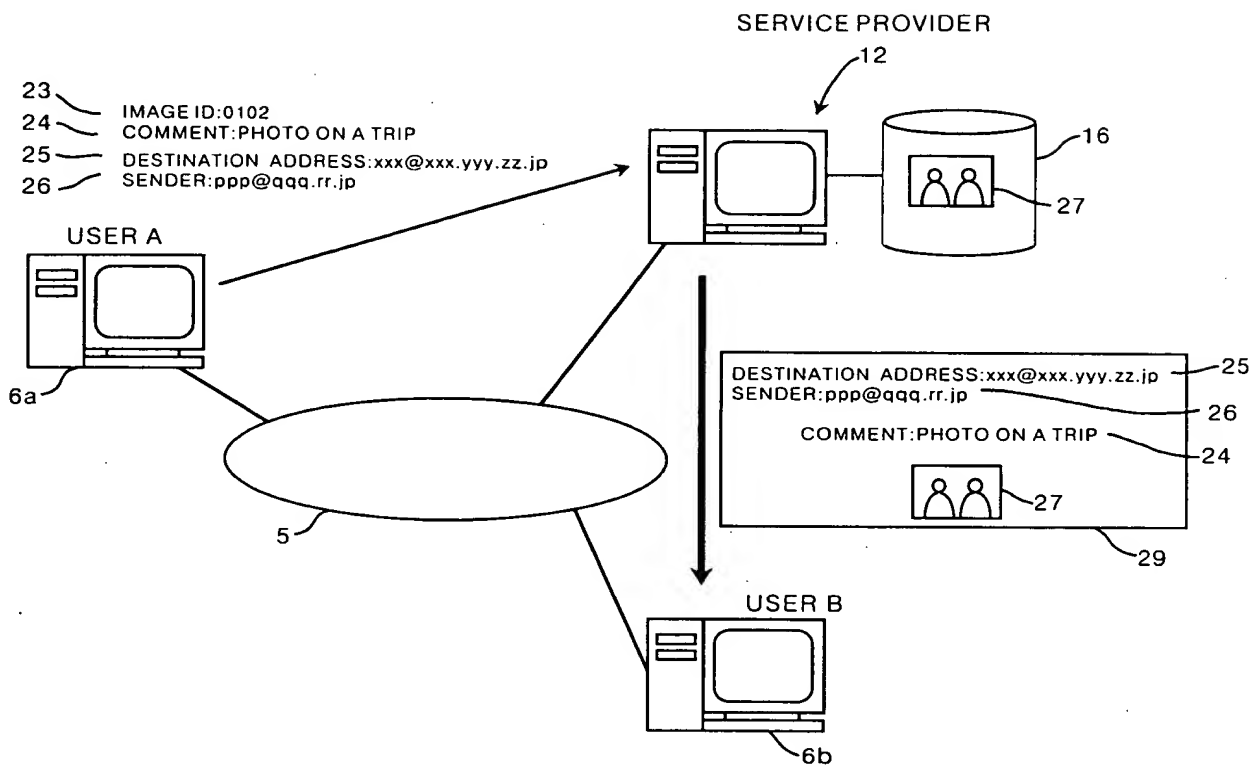 SERVICE PROVIDER
12
23
IMAGE ID:0102
24
COMMENT:PHOTO ON A TRIP
25
DESTINATION ADDRESS:xxx@xxx.yyy.zz.jp
26
SENDER:ppp@qqq.rr.jp
16
27
USER A
6a
DESTINATION ADDRESS:xxx@xxx.yyy.zz.jp
25
SENDER:ppp@qqq.rr.jp
26
COMMENT:PHOTO ON A TRIP
24
27
5
29
USER B
6b